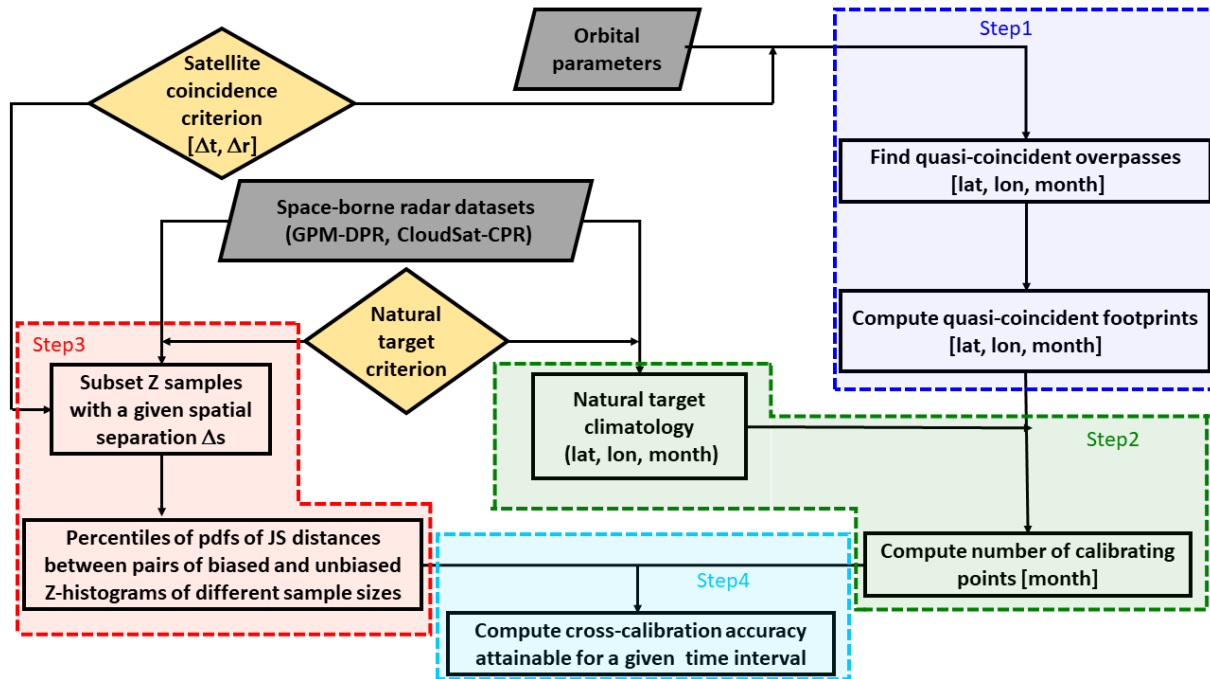 Orbital
parameters
Step1
Satellite
coincidence
criterion
[Δt, Δr]
Find quasi-coincident overpasses
[lat, lon, month]
Space-borne radar datasets
(GPM-DPR, CloudSat-CPR)
Natural
target
criterion
Compute quasi-coincident footprints
[lat, lon, month]
Step3
Subset Z samples
with a given spatial
separation Δs
Natural target
climatology
(lat, lon, month)
Step2
Percentiles of pdfs of JS distances
between pairs of biased and unbiased
Z-histograms of different sample sizes
Compute number of calibrating
points [month]
Step4
Compute cross-calibration accuracy
attainable for a given time interval